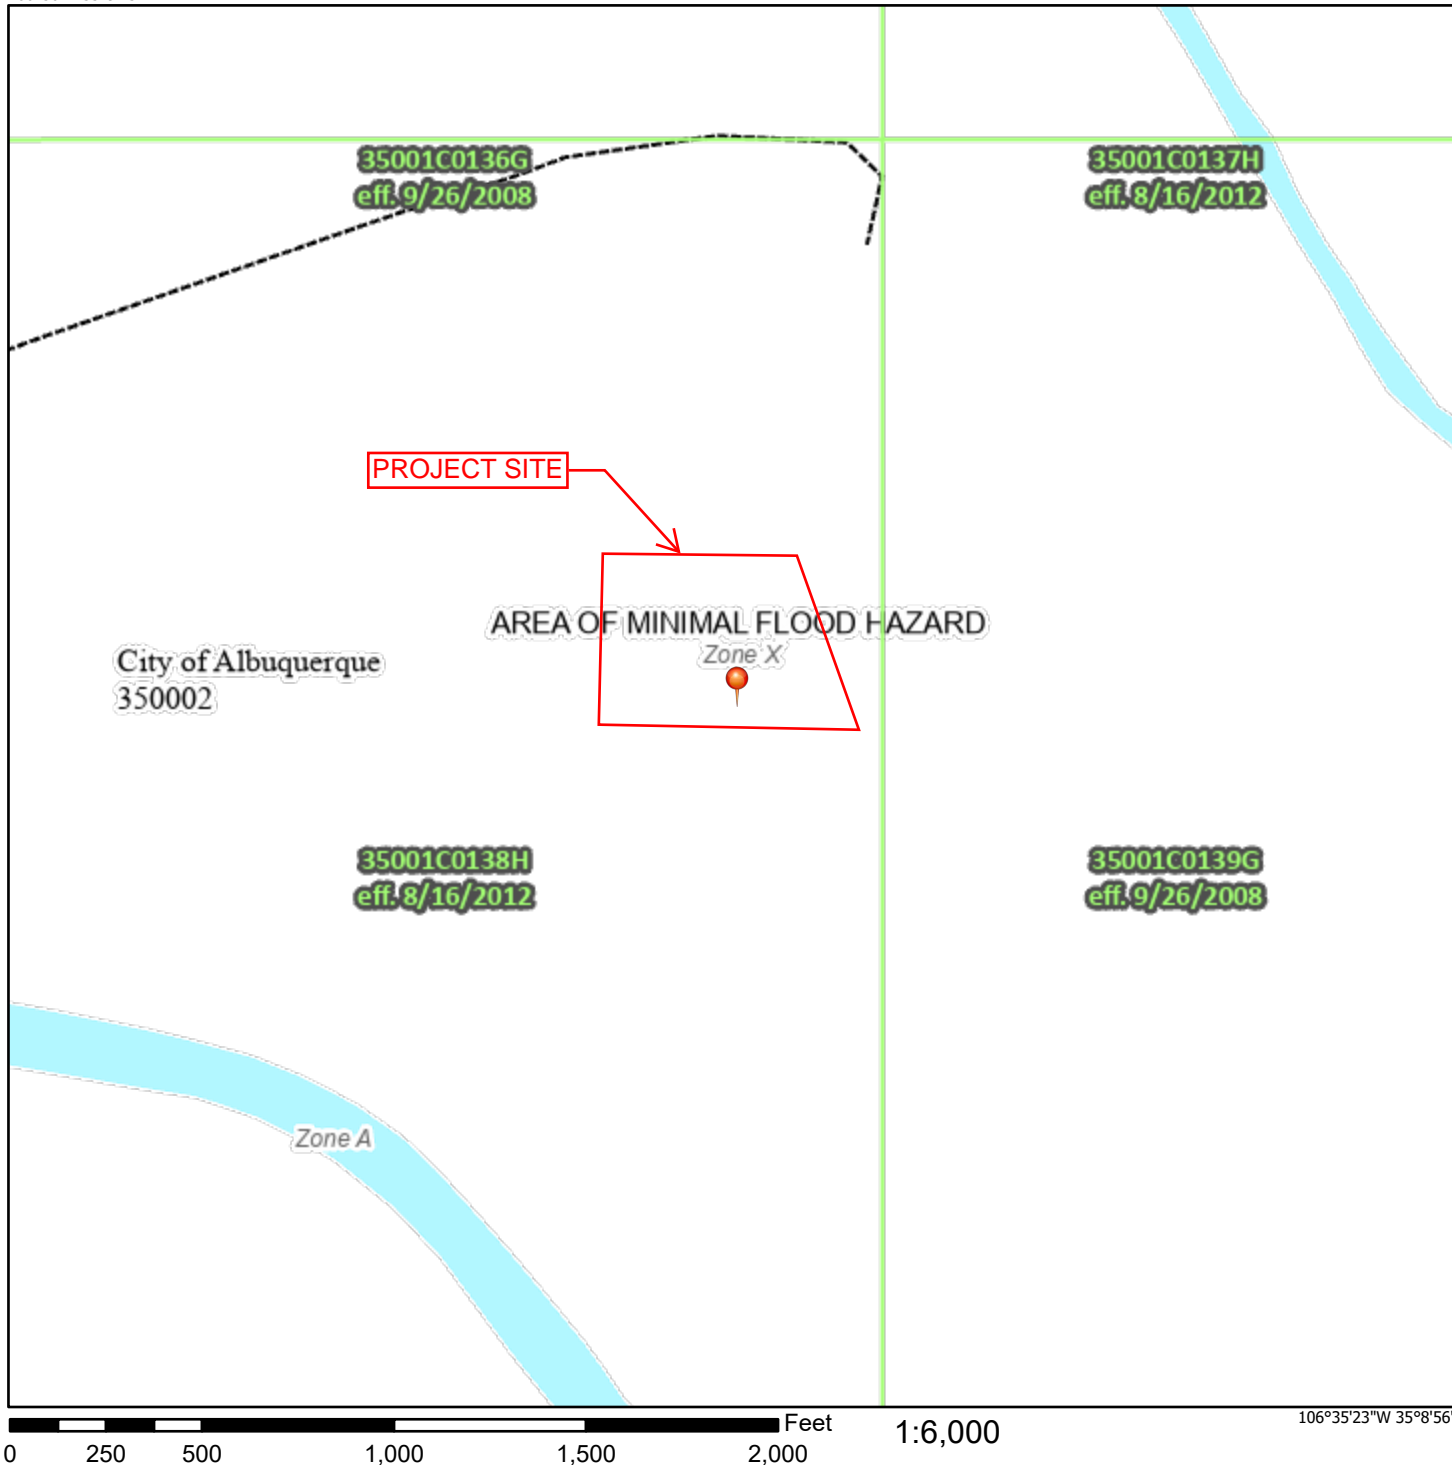 35001C0136G
eff. 9/26/2008
35001C0137H
eff. 8/16/2012
PROJECT SITE
AREA OF MINIMAL FLOOD HAZARD
Zone X
City of Albuquerque
350002
35001C0138H
eff. 8/16/2012
35001C0139G
eff. 9/26/2008
Zone A
Feet
0 250 500 1,000 1,500 2,000
1:6,000
106°35'23"W 35°8'56"